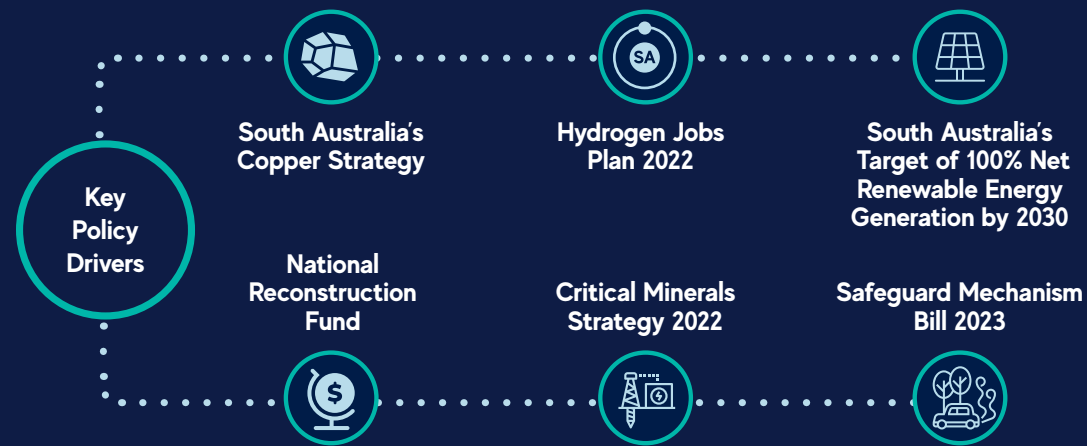 Key
Policy
Drivers
SA
South Australia's
Copper Strategy
Hydrogen Jobs
Plan 2022
South Australia's
Target of 100% Net
Renewable Energy
Generation by 2030
National
Reconstruction
Fund
Critical Minerals
Strategy 2022
Safeguard Mechanism
Bill 2023
$